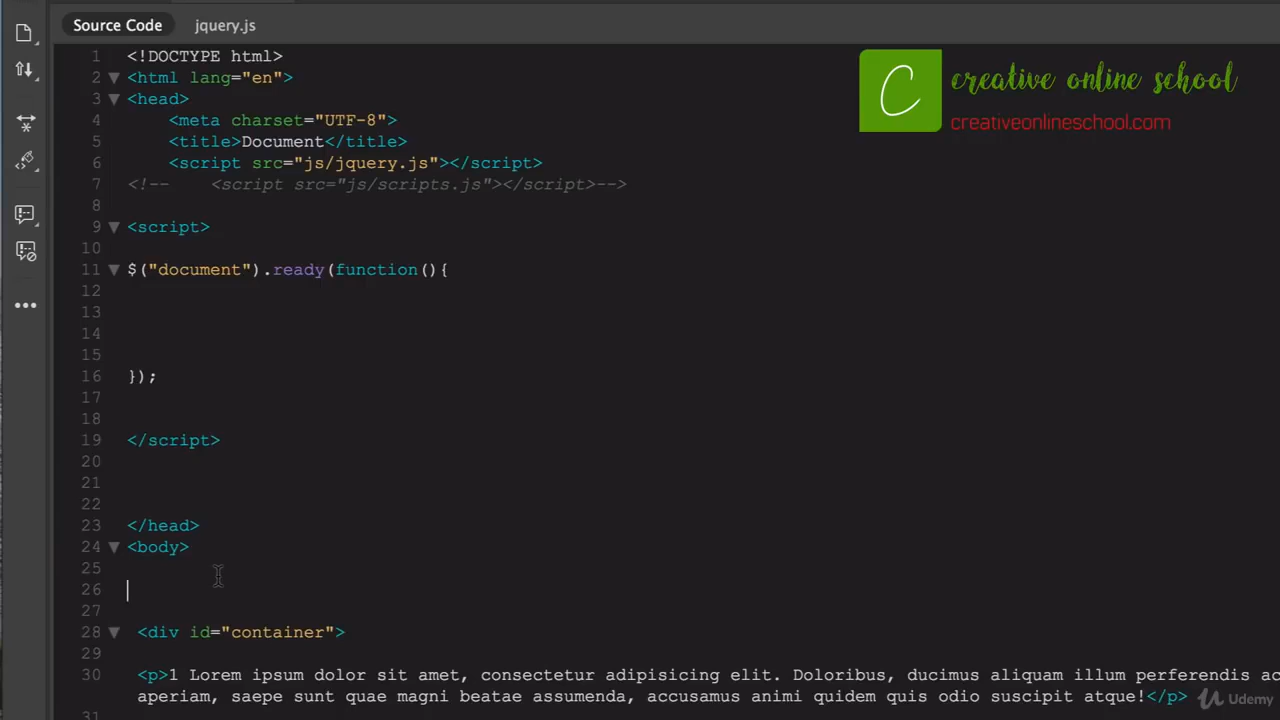 Source Code jquery.js
1 <!DOCTYPE html>
2 <html lang="en">
3 <head>
4 <meta charset="UTF-8">
5 <title>Document</title>
6 <script src="js/jquery.js"></script>
7 <!-- <script src="js/scripts.js"></script>-->
8
9 <script>
10
11 $("document").ready(function(){
12
13
14
15
16 });
17
18
19 </script>
20
21
22
23 </head>
24 <body>
25
26
27
28 <div id="container">
29
30 <p>1 Lorem ipsum dolor sit amet, consectetur adipisicing elit. Doloribus, ducimus aliquam illum perferendis ac
aperiam, saepe sunt quae magni beatae assumenda, accusamus animi quidem quis odio suscipit atque!</p>
31
C creative online school
creativeonlineschool.com
Udemy